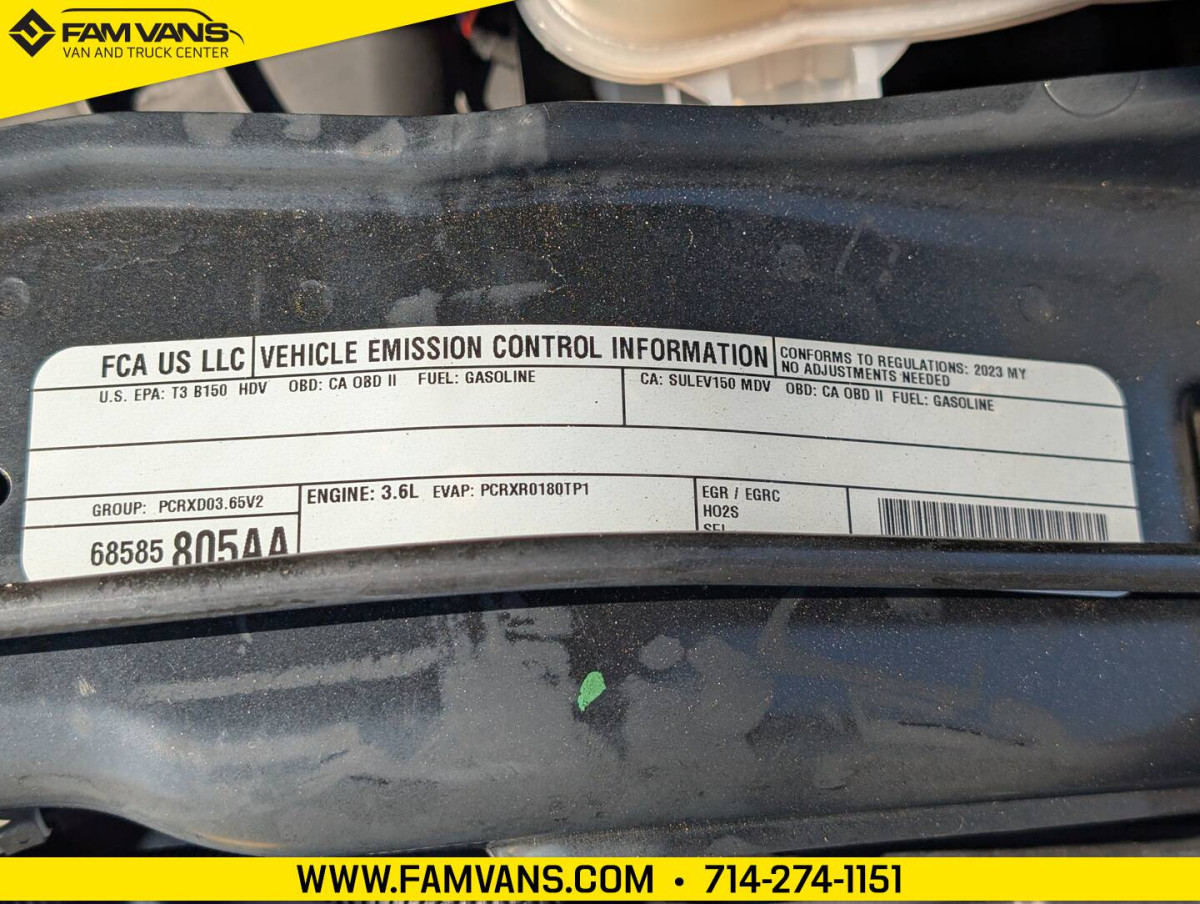 FAM VANS
VAN AND TRUCK CENTER
FCA US LLC VEHICLE EMISSION CONTROL INFORMATION CONFORMS TO REGULATIONS: 2023 MY
NO ADJUSTMENTS NEEDED
U.S. EPA: T3 B150 HDV OBD: CA OBD II FUEL: GASOLINE
CA: SULEV150 MDV OBD: CA OBD II FUEL: GASOLINE
GROUP: PCRXD03.65V2
68585 805AA
ENGINE: 3.6L EVAP: PCRXR0180TP1
EGR / EGRC
HO2S
SFI
WWW.FAMVANS.COM • 714-274-1151